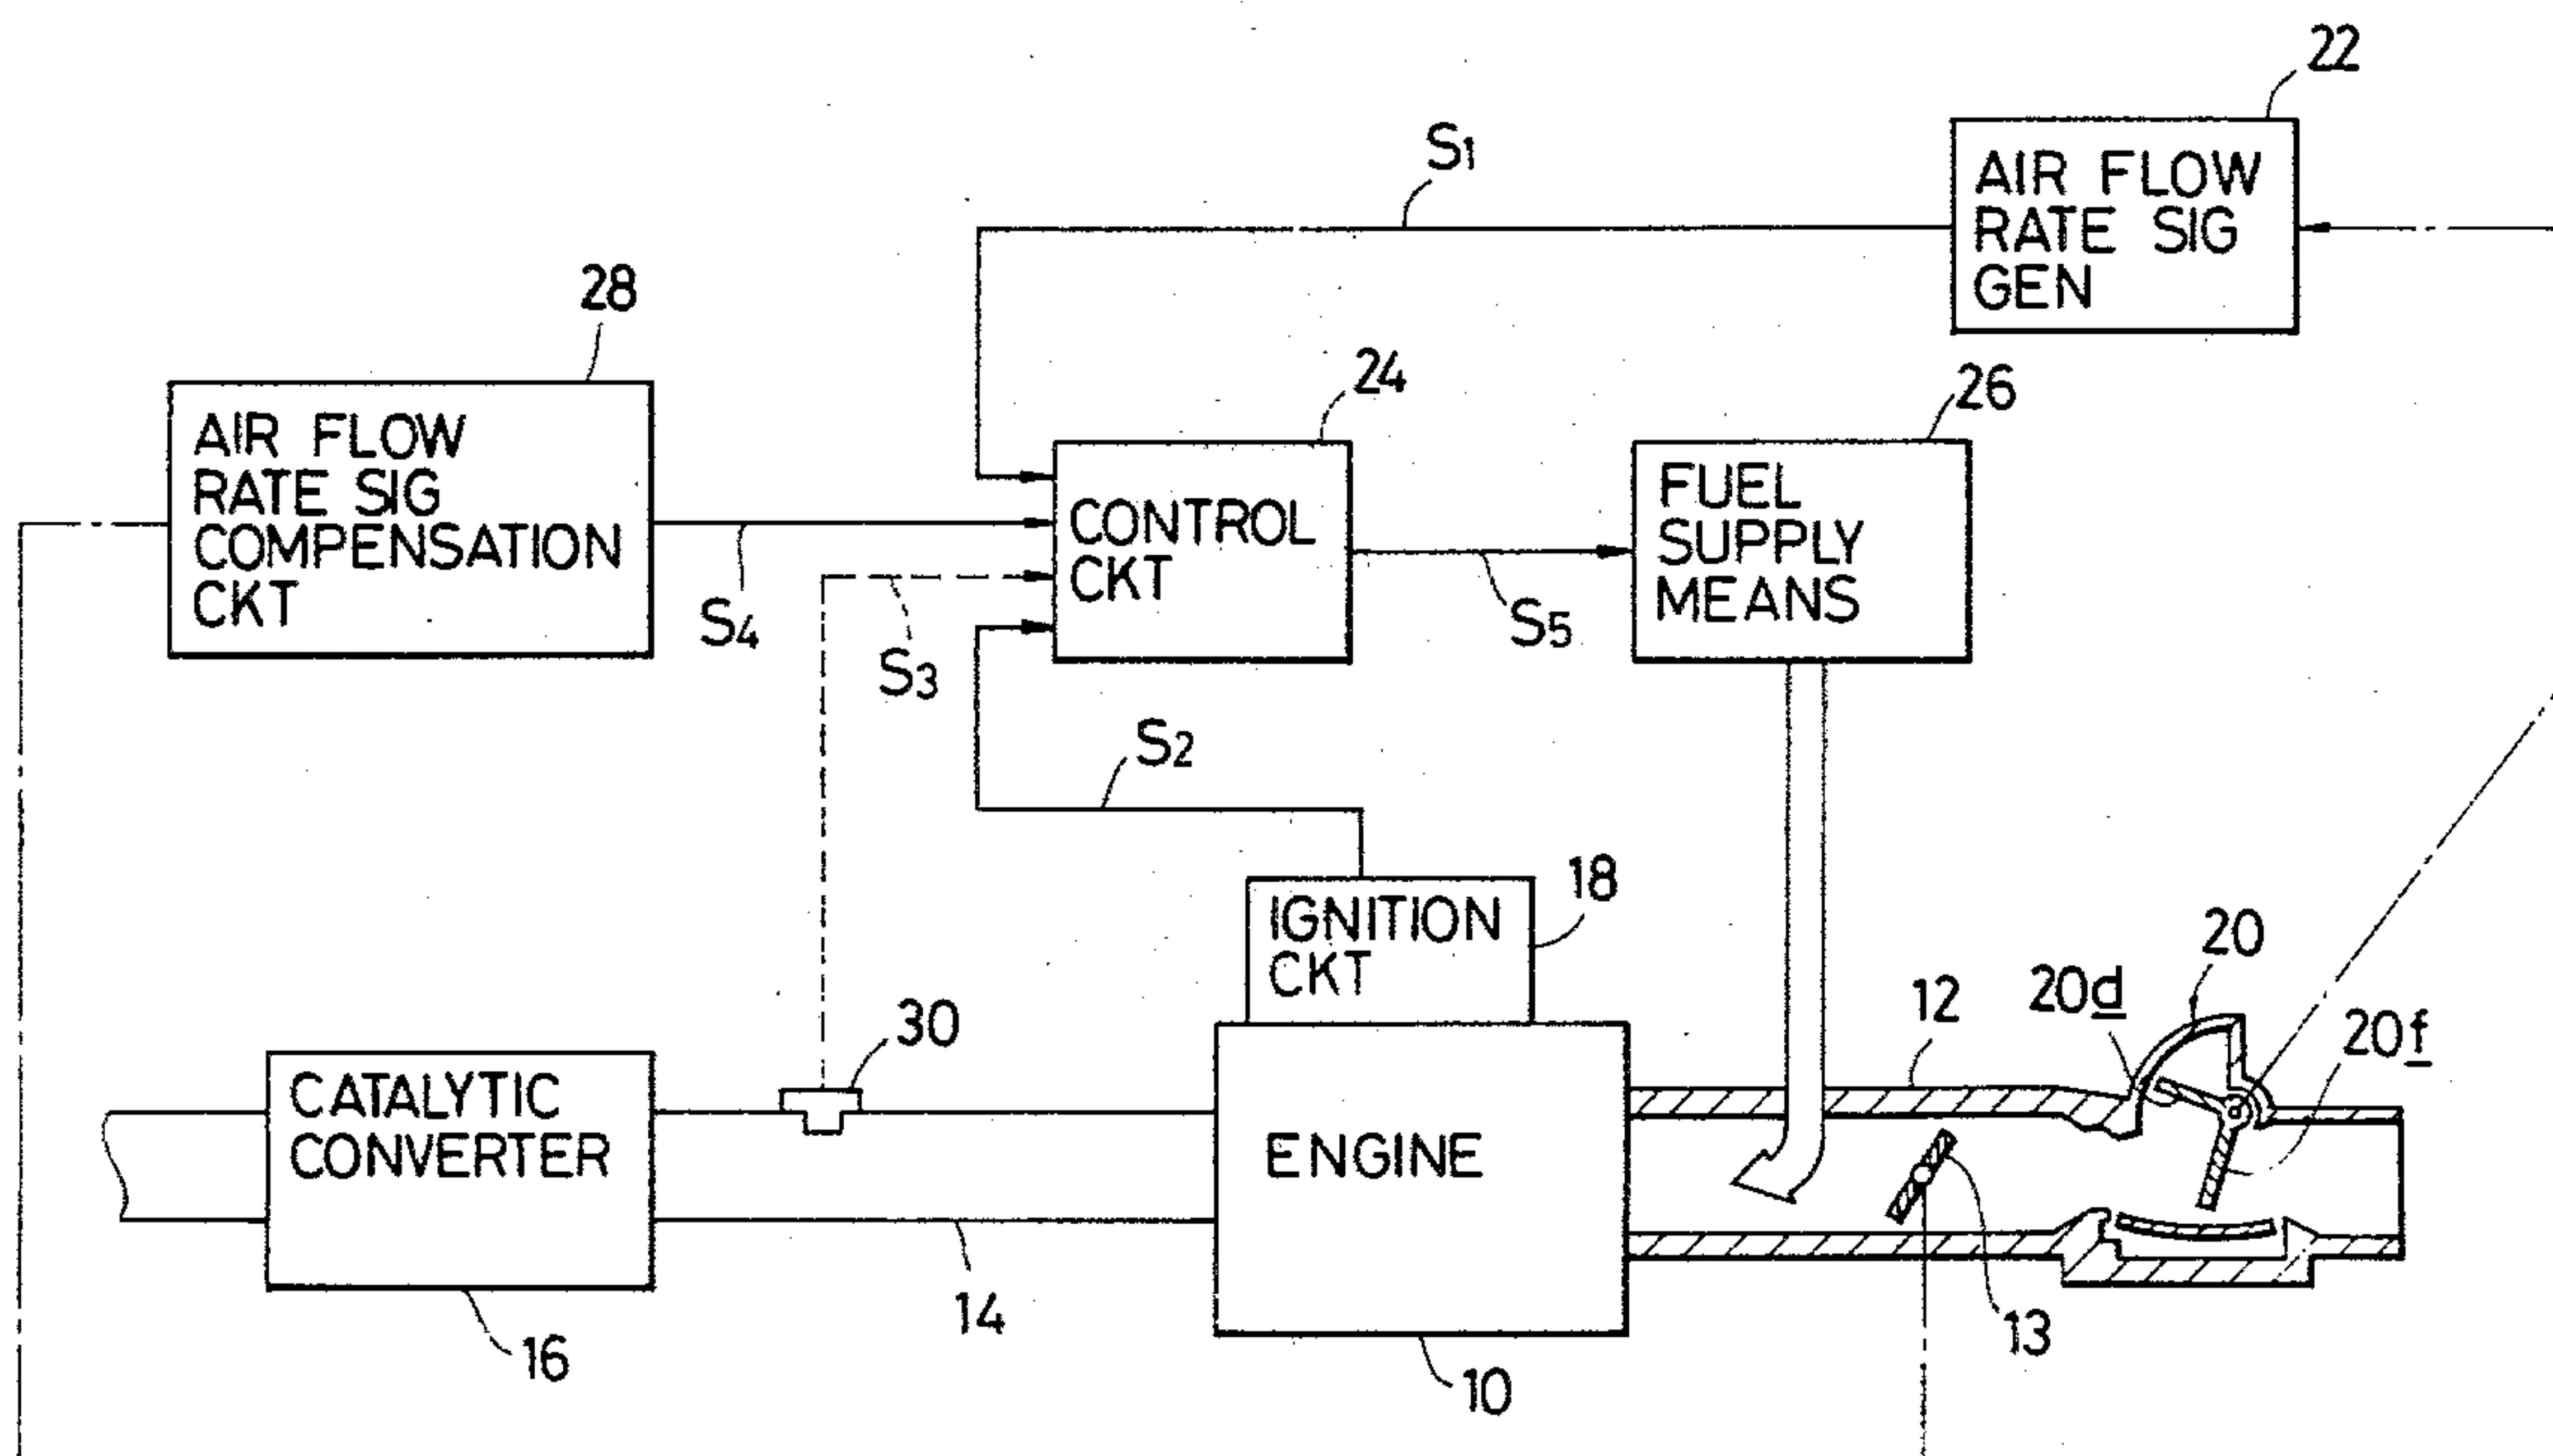 22
S1
AIR FLOW
RATE SIG
GEN
28
AIR FLOW
RATE SIG
COMPENSATION
CKT
24
CONTROL
CKT
26
FUEL
SUPPLY
MEANS
S4
S3
S5
S2
18
IGNITION
CKT
20
20d
12
20f
30
CATALYTIC
CONVERTER
ENGINE
14
13
16
10